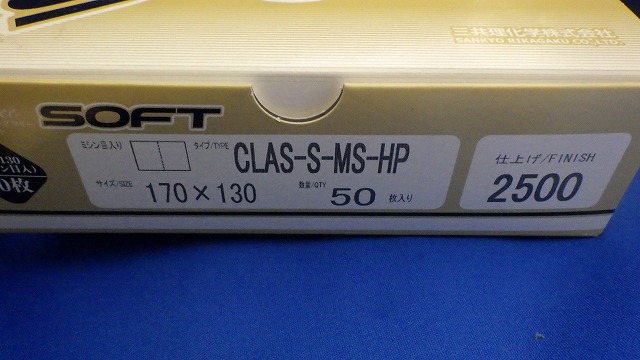 三共理化学株式会社
SANKYO RIKAGAKU CO., LTD.
SOFT
ミシン目入り
タイプ/TYPE
CLAS-S-MS-HP
サイズ/SIZE
170×130
数量/QTY
50
枚入り
仕上げ/FINISH
2500
130
枚